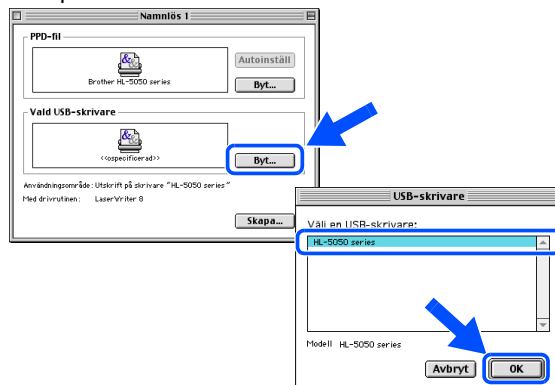 Namnlös 1
PPD-fil
Brother HL-5050 series
Autoinställ
Byt...
Vald USB-skrivare
<<ospecificerad>>
Byt...
Användningsområde: Utskrift på skrivare "HL-5050 series"
Med drivrutinen: LaserWriter 8
Skapa...
USB-skrivare
Välj en USB-skrivare:
HL-5050 series
Modell HL-5050 series
Avbryt
OK